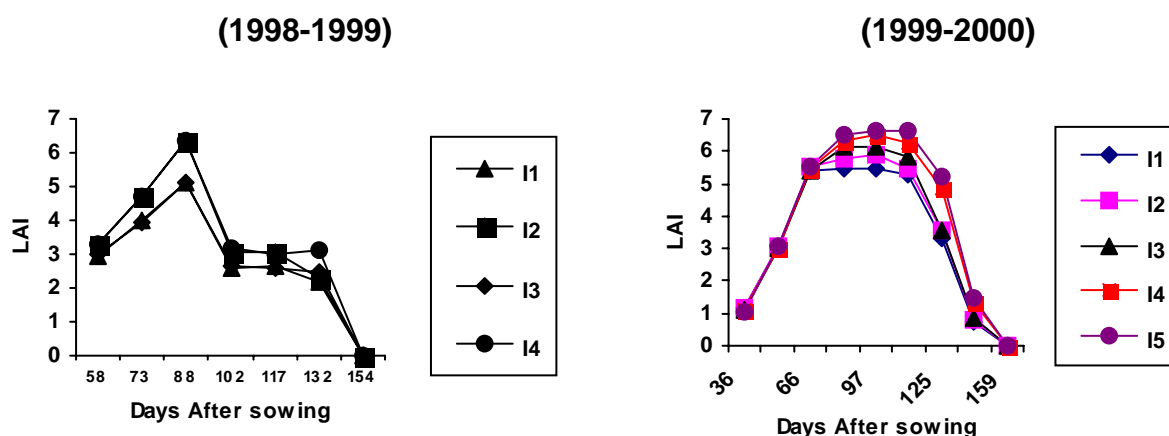 (1998-1999)
7
6
5
4
3
2
1
0
LAI
58 73 88 102 117 132 154
Days After sowing
I1
I2
I3
I4
(1999-2000)
7
6
5
4
3
2
1
0
LAI
36 66 97 125 159
Days After sowing
I1
I2
I3
I4
I5